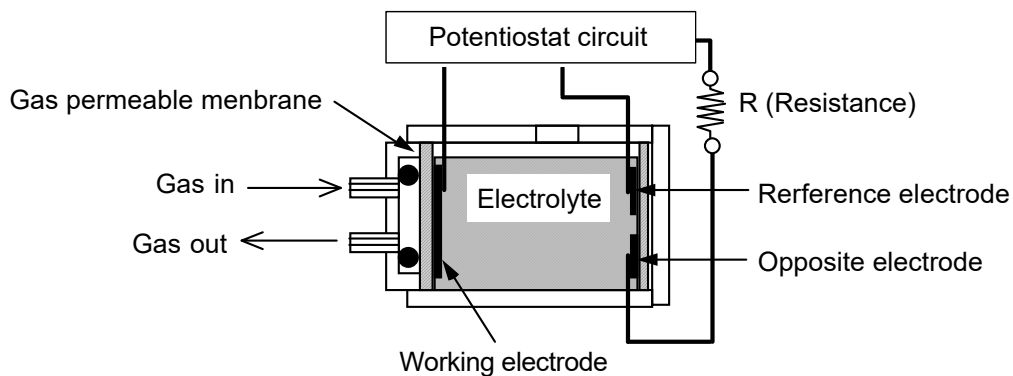 Potentiostat circuit
Gas permeable menbrane
R (Resistance)
Gas in
Electrolyte
Rerference electrode
Gas out
Opposite electrode
Working electrode